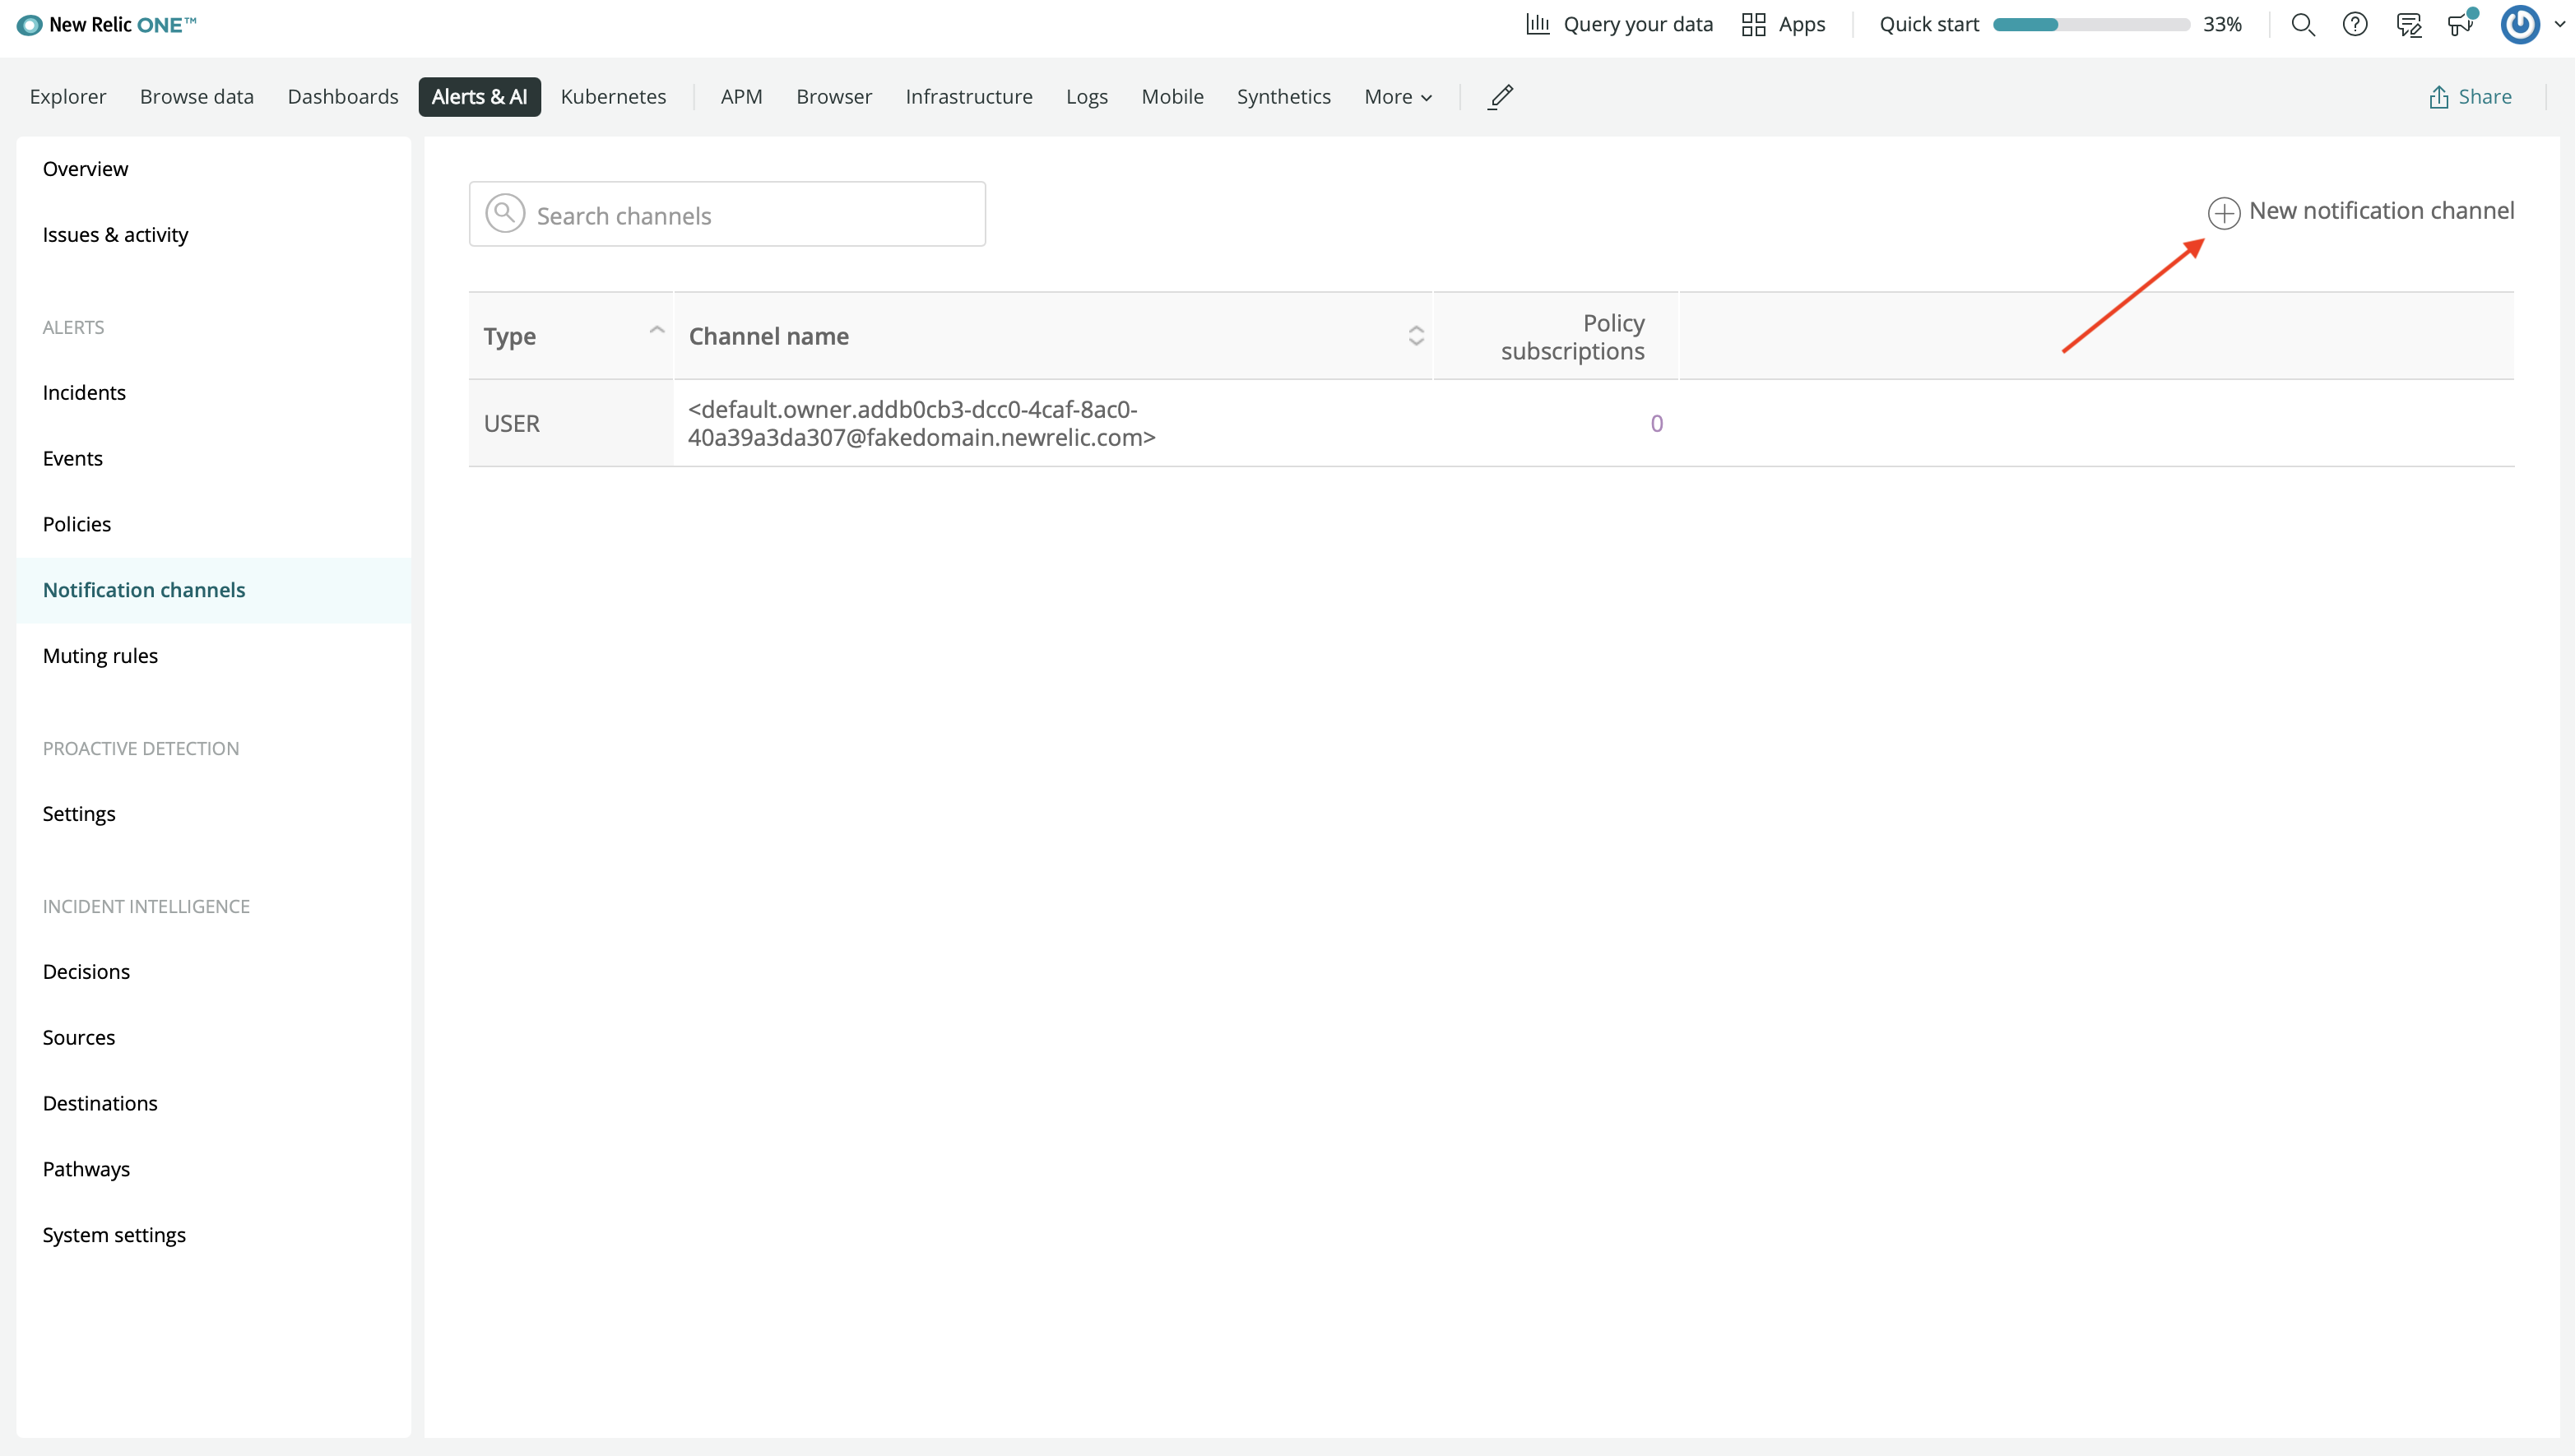 New Relic ONE™
Query your data
Apps
Quick start
33%
Explorer
Browse data
Dashboards
Alerts & AI
Kubernetes
APM
Browser
Infrastructure
Logs
Mobile
Synthetics
More
Share
Overview
Issues & activity
ALERTS
Incidents
Events
Policies
Notification channels
Muting rules
PROACTIVE DETECTION
Settings
INCIDENT INTELLIGENCE
Decisions
Sources
Destinations
Pathways
System settings
Search channels
New notification channel
Type
Channel name
Policy
subscriptions
USER
<default.owner.addb0cb3-dcc0-4caf-8ac0-
40a39a3da307@fakedomain.newrelic.com>
0